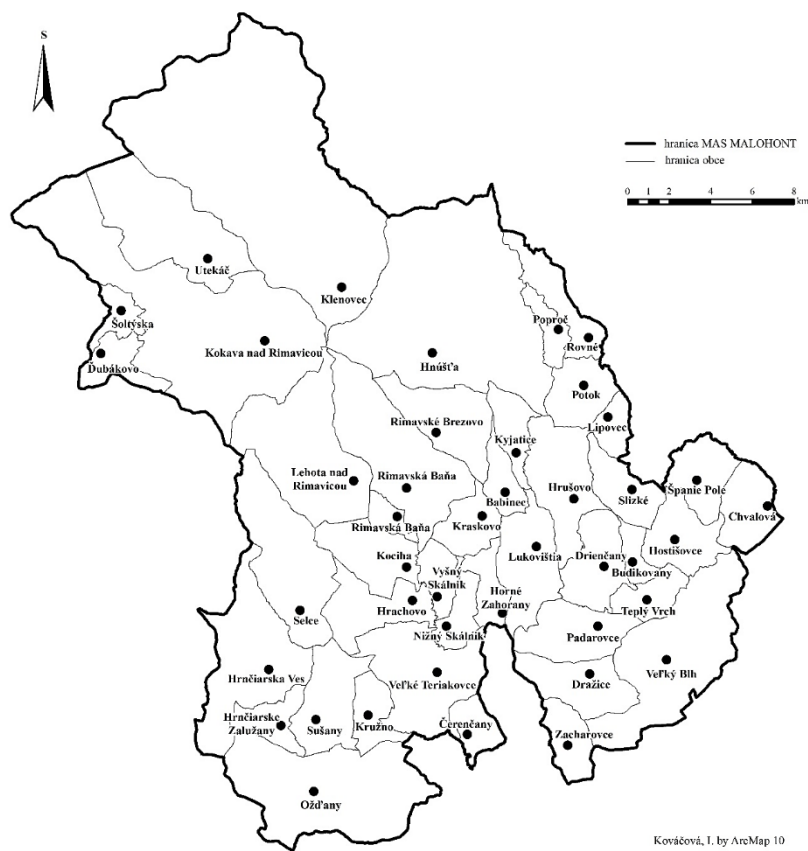 S
hranica MAS MALOHONT
hranica obce
0 1 2 4 6 8
km
Utekáč
Klenovec
Šoltýska
Poproč
Rovné
Kokava nad Rimavicou
Hnúšťa
Ďubákovo
Potok
Lipovec
Rimavské Brezovo
Kyjatice
Lehota nad
Rimavicou
Rimavská Baňa
Babinec
Hrušovo
Slizké
Španie Pole
Chvalová
Rimavská Baňa
Kraskovo
Lukovištia
Hostišovce
Kociha
Vyšný
Skálnik
Drienčany
Budikovany
Hrachovo
Horné
Zahorany
Teplý Vrch
Selce
Nižný Skálnik
Padarovce
Hrnčiarska Ves
Veľké Teriakovce
Dražice
Veľký Blh
Hrnčiarske
Zalužany
Sušany
Kružno
Čerenčany
Zacharovce
Ožďany
Kováčová, I. by ArcMap 10